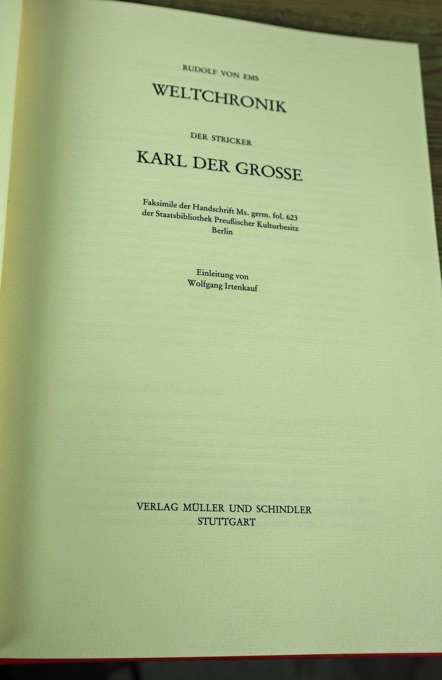 RUDOLF VON EMS
WELTCHRONIK
DER STRICKER
KARL DER GROSSE
Faksimile der Handschrift Ms. germ. fol. 623
der Staatsbibliothek Preußischer Kulturbesitz
Berlin
Einleitung von
Wolfgang Irtenkauf
VERLAG MÜLLER UND SCHINDLER
STUTTGART